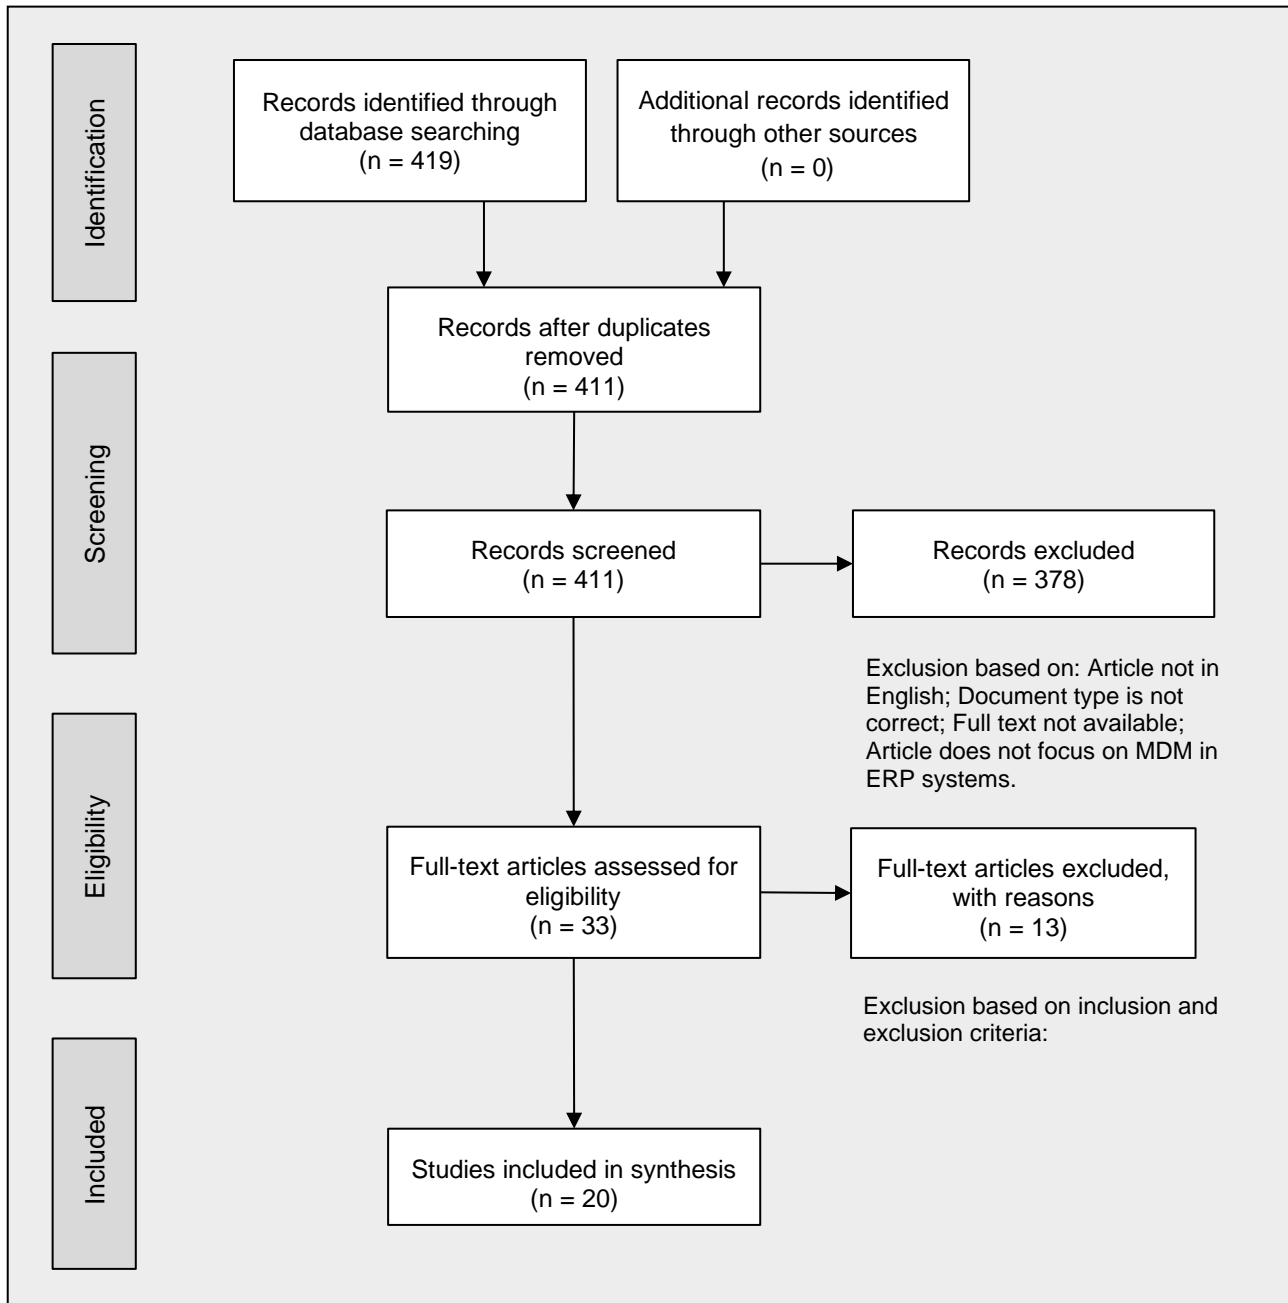 Identification
Records identified through
database searching
(n = 419)
Additional records identified
through other sources
(n = 0)
Records after duplicates
removed
(n = 411)
Screening
Records screened
(n = 411)
Records excluded
(n = 378)
Exclusion based on: Article not in
English; Document type is not
correct; Full text not available;
Article does not focus on MDM in
ERP systems.
Eligibility
Full-text articles assessed for
eligibility
(n = 33)
Full-text articles excluded,
with reasons
(n = 13)
Exclusion based on inclusion and
exclusion criteria:
Included
Studies included in synthesis
(n = 20)